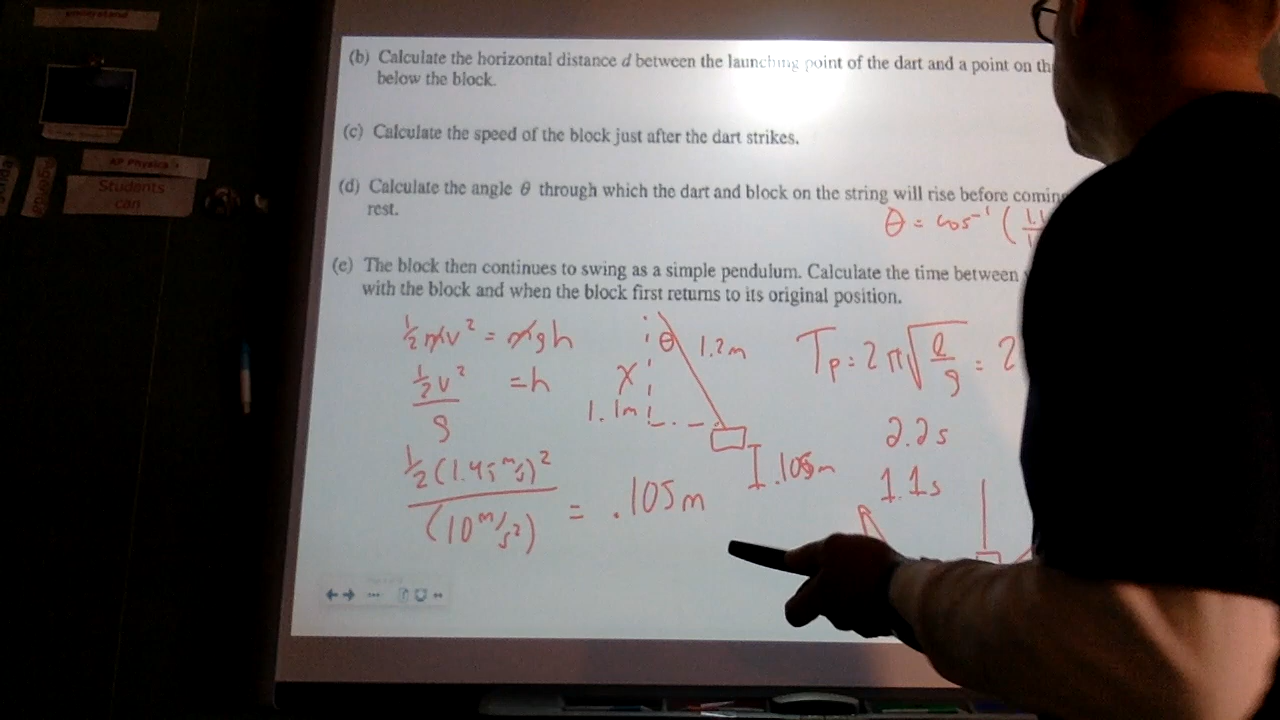 (b) Calculate the horizontal distance d between the launching point of the dart and a point on th
below the block.
(c) Calculate the speed of the block just after the dart strikes.
(d) Calculate the angle θ through which the dart and block on the string will rise before coming
rest.
θ = cos⁻¹ (
(e) The block then continues to swing as a simple pendulum. Calculate the time between
with the block and when the block first returns to its original position.
½ mv² = mgh
½v² = h
g
½ (1.45 m/s)²
(10 m/s²)
= .105m
θ
1.2m
X
1.1m
.105m
Tp = 2π√ℓ/g = 2
2.2s
1.1s
understand
AP Physics 1
Students
can